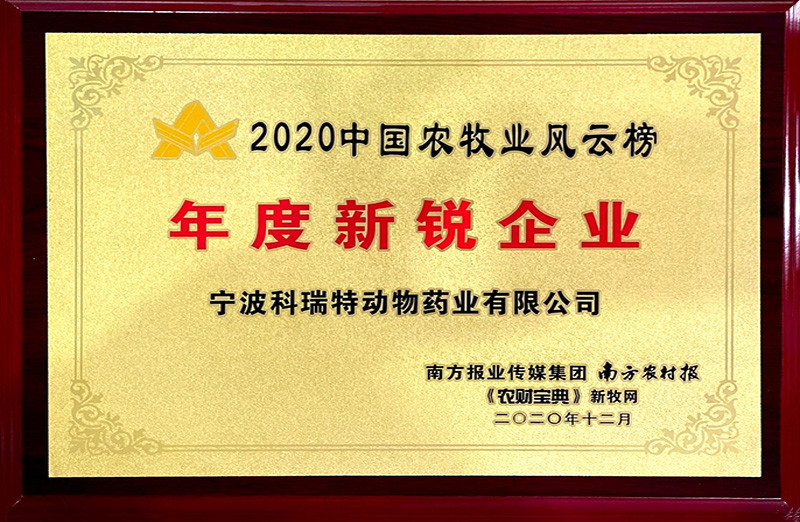 2020中国农牧业风云榜
年度新锐企业
宁波科瑞特动物药业有限公司
南方报业传媒集团 南方农村报
《农财宝典》新牧网
二〇二〇年十二月